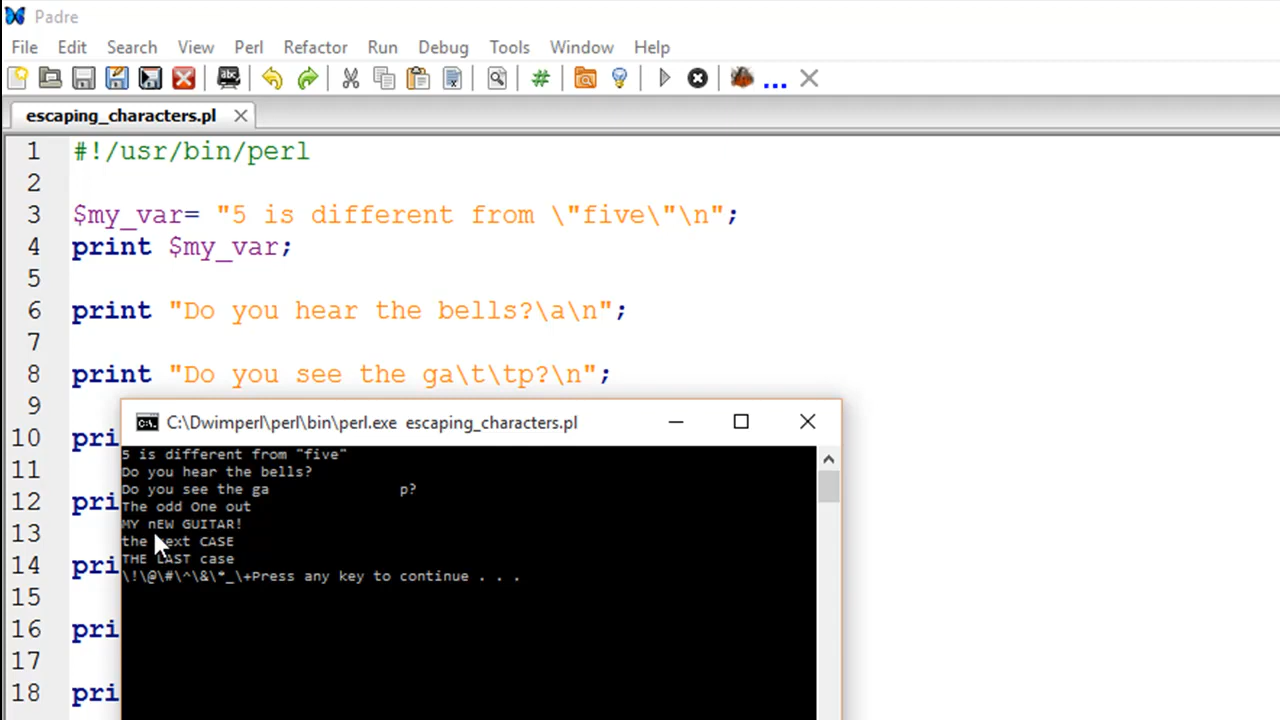 Padre
File Edit Search View Perl Refactor Run Debug Tools Window Help
escaping_characters.pl
1 #!/usr/bin/perl
2
3 $my_var= "5 is different from \"five\"\n";
4 print $my_var;
5
6 print "Do you hear the bells?\a\n";
7
8 print "Do you see the ga\t\tp?\n";
9
10 pri
11
12 pri
13
14 pri
15
16 pri
17
18 pri
C:\Dwimperl\perl\bin\perl.exe escaping_characters.pl
5 is different from "five"
Do you hear the bells?
Do you see the ga p?
The odd One out
MY nEW GUITAR!
the next CASE
THE LAST case
\!\@\#\^\&\*_\+Press any key to continue . . .